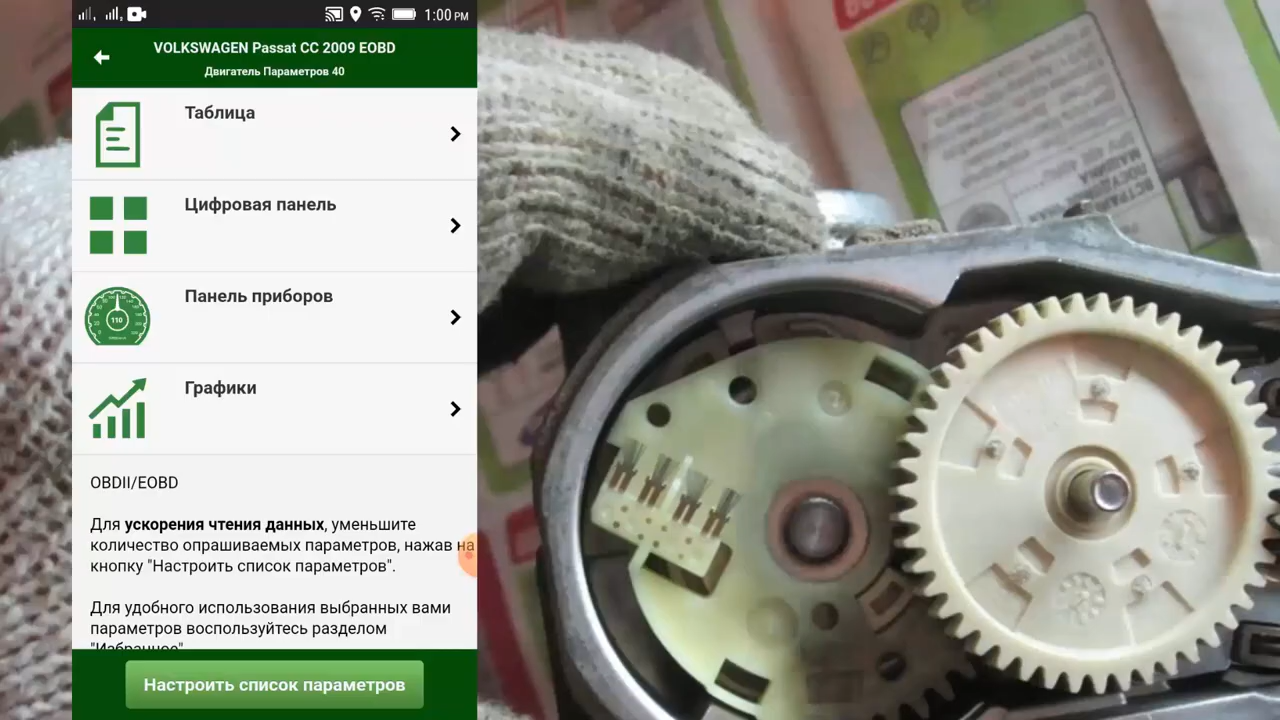 1:00 PM
VOLKSWAGEN Passat CC 2009 EOBD
Двигатель Параметров 40
Таблица
Цифровая панель
Панель приборов
110
Графики
OBDII/EOBD
Для ускорения чтения данных, уменьшите
количество опрашиваемых параметров, нажав на
кнопку "Настроить список параметров".
Для удобного использования выбранных вами
параметров воспользуйтесь разделом
"Избранное"
Настроить список параметров